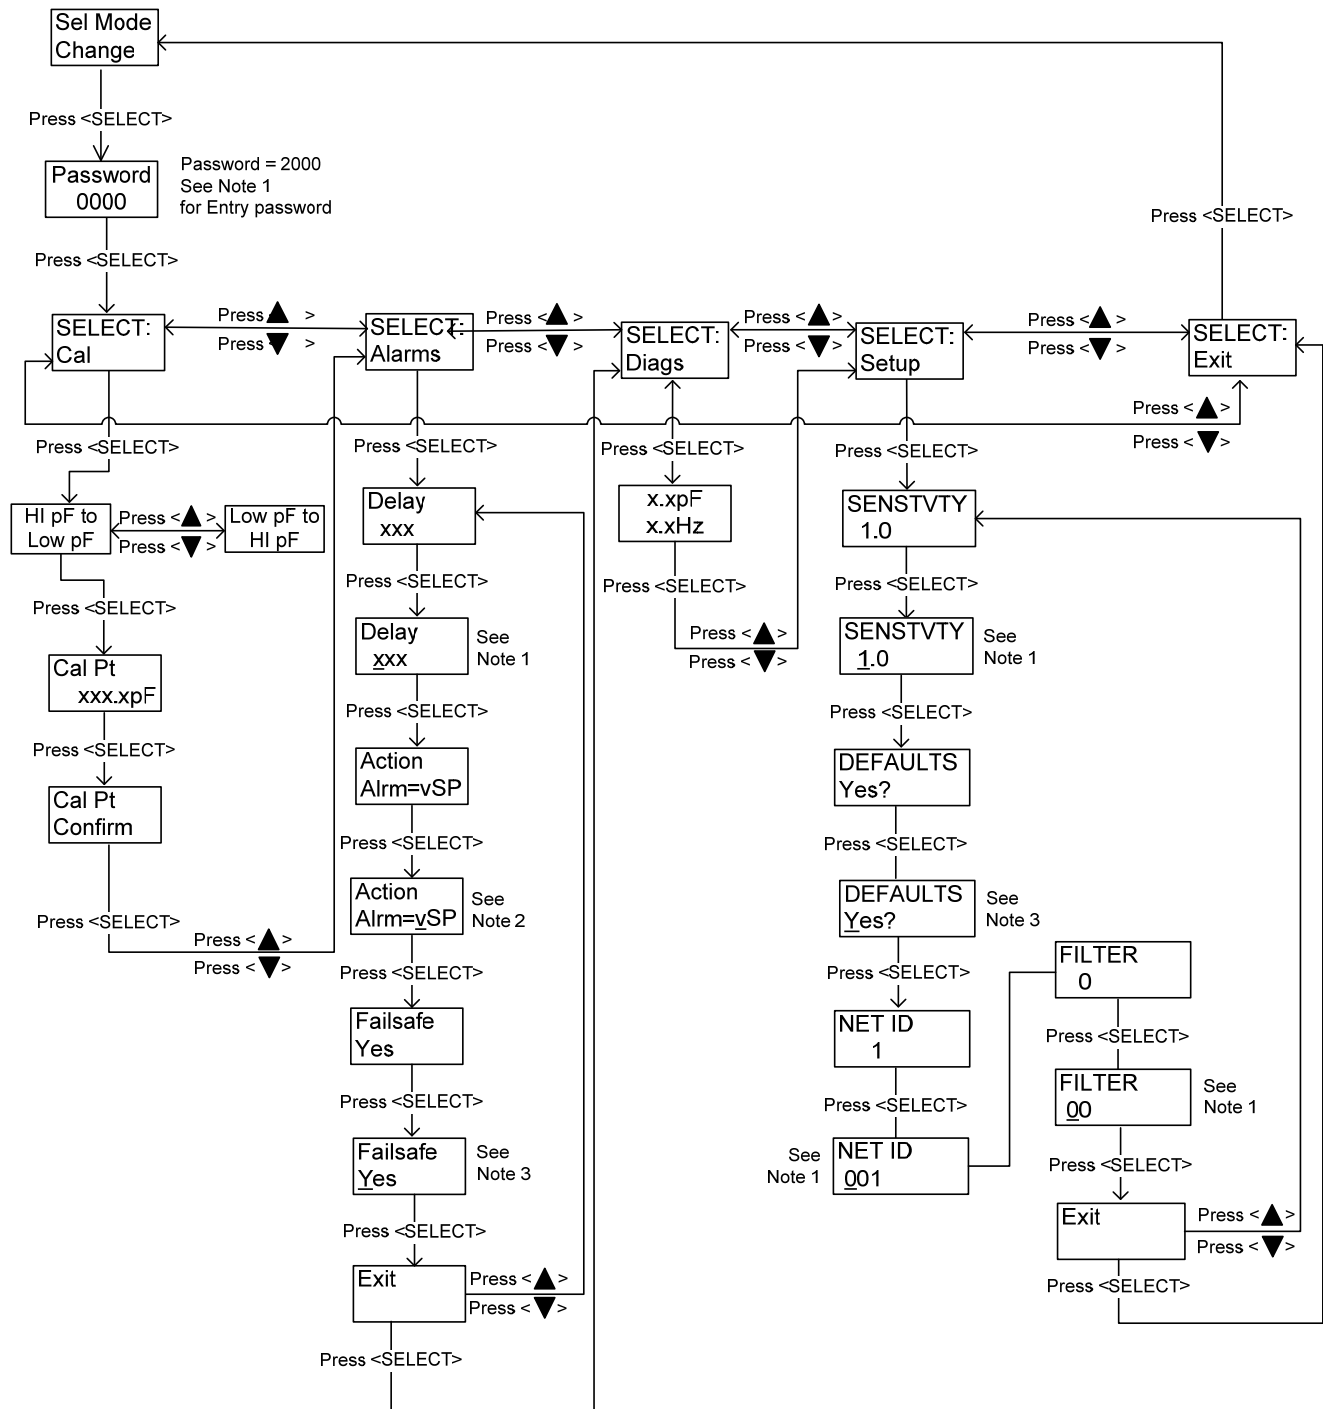 Sel Mode
Change
Press <SELECT>
Password
0000
Password = 2000
See Note 1
for Entry password
Press <SELECT>
Press <SELECT>
SELECT:
Cal
Press ▲ >
Press ▼ >
SELECT:
Alarms
Press <▲>
Press <▼>
SELECT:
Diags
Press <▲>
Press <▼>
SELECT:
Setup
Press <▲>
Press <▼>
SELECT:
Exit
Press <▲>
Press <▼>
Press <SELECT>
HI pF to
Low pF
Press <▲>
Press <▼>
Low pF to
HI pF
Press <SELECT>
Cal Pt
xxx.xpF
Press <SELECT>
Cal Pt
Confirm
Press <SELECT>
Press <▲>
Press <▼>
Press <SELECT>
Delay
xxx
Press <SELECT>
Delay
xxx
See
Note 1
Press <SELECT>
Action
Alrm=vSP
Press <SELECT>
Action
Alrm=vSP
See
Note 2
Press <SELECT>
Failsafe
Yes
Press <SELECT>
Failsafe
Yes
See
Note 3
Press <SELECT>
Exit
Press <▲>
Press <▼>
Press <SELECT>
Press <SELECT>
x.xpF
x.xHz
Press <SELECT>
Press <▲>
Press <▼>
Press <SELECT>
SENSTVTY
1.0
Press <SELECT>
SENSTVTY
1.0
See
Note 1
Press <SELECT>
DEFAULTS
Yes?
Press <SELECT>
DEFAULTS
Yes?
See
Note 3
Press <SELECT>
NET ID
1
Press <SELECT>
See
Note 1
NET ID
001
FILTER
0
Press <SELECT>
FILTER
00
See
Note 1
Press <SELECT>
Exit
Press <▲>
Press <▼>
Press <SELECT>